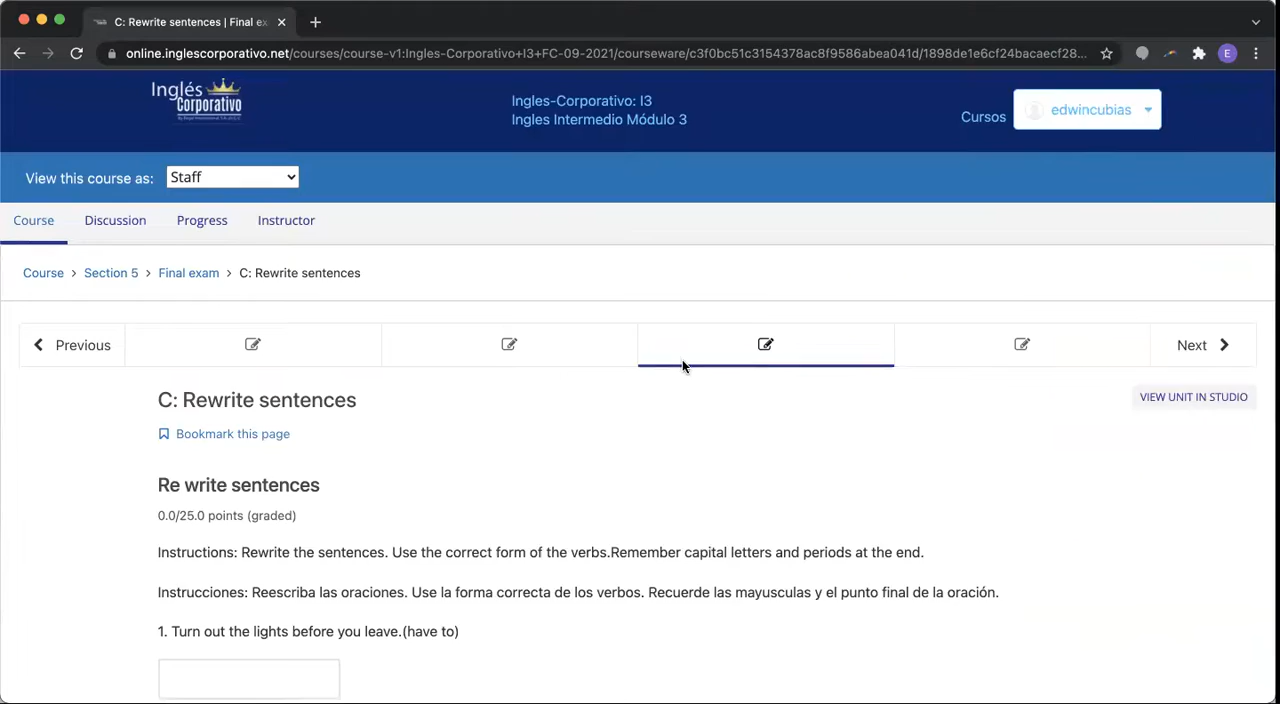 C: Rewrite sentences | Final ex
online.inglescorporativo.net/courses/course-v1:Ingles-Corporativo+I3+FC-09-2021/courseware/c3f0bc51c3154378ac8f9586abea041d/1898de1e6cf24bacaecf28...
E
Inglés
Corporativo
Ingles-Corporativo: I3
Ingles Intermedio Módulo 3
Cursos
edwincubias
View this course as:
Staff
Course
Discussion
Progress
Instructor
Course > Section 5 > Final exam > C: Rewrite sentences
Previous
Next
C: Rewrite sentences
VIEW UNIT IN STUDIO
Bookmark this page
Re write sentences
0.0/25.0 points (graded)
Instructions: Rewrite the sentences. Use the correct form of the verbs.Remember capital letters and periods at the end.
Instrucciones: Reescriba las oraciones. Use la forma correcta de los verbos. Recuerde las mayusculas y el punto final de la oración.
1. Turn out the lights before you leave.(have to)